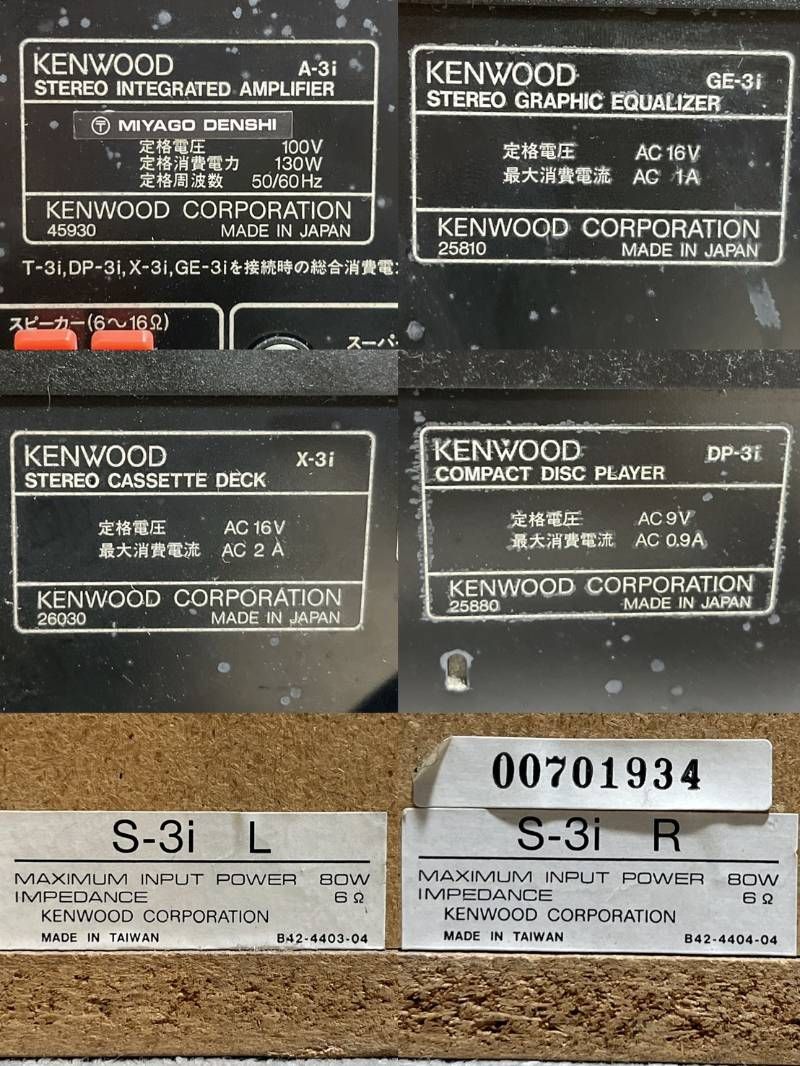 KENWOOD A-3i
STEREO INTEGRATED AMPLIFIER
〒 MIYAGO DENSHI
定格電圧 100V
定格消費電力 130W
定格周波数 50/60Hz
KENWOOD CORPORATION
45930 MADE IN JAPAN
T-3i,DP-3i,X-3i,GE-3iを接続時の総合消費電
スピーカー(6〜16Ω)
スーパ
KENWOOD GE-3i
STEREO GRAPHIC EQUALIZER
定格電圧 AC 16V
最大消費電流 AC 1A
KENWOOD CORPORATION
25810 MADE IN JAPAN
KENWOOD X-3i
STEREO CASSETTE DECK
定格電圧 AC 16V
最大消費電流 AC 2 A
KENWOOD CORPORATION
26030 MADE IN JAPAN
KENWOOD DP-3i
COMPACT DISC PLAYER
定格電圧 AC 9V
最大消費電流 AC 0.9A
KENWOOD CORPORATION
25880 MADE IN JAPAN
S-3i L
MAXIMUM INPUT POWER 80W
IMPEDANCE 6Ω
KENWOOD CORPORATION
MADE IN TAIWAN B42-4403-04
00701934
S-3i R
MAXIMUM INPUT POWER 80W
IMPEDANCE 6Ω
KENWOOD CORPORATION
MADE IN TAIWAN B42-4404-04